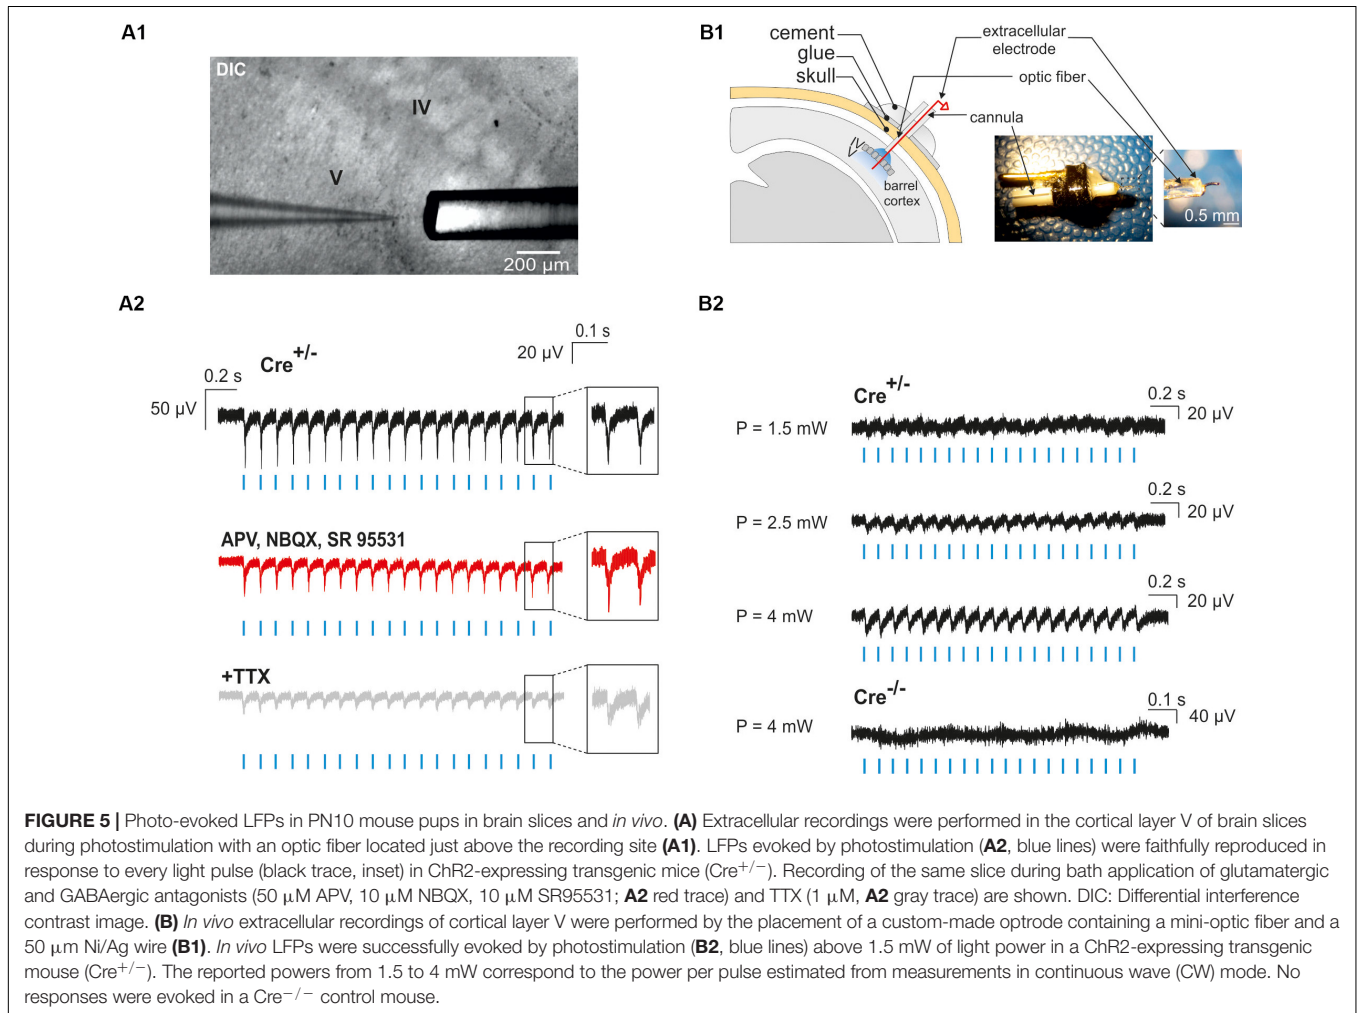 A1
DIC
IV
V
200 µm
B1
cement
glue
skull
extracellular
electrode
optic fiber
cannula
IV
V
barrel
cortex
0.5 mm
A2
Cre+/-
0.1 s
20 µV
0.2 s
50 µV
APV, NBQX, SR 95531
+TTX
B2
Cre+/-
0.2 s
20 µV
P = 1.5 mW
0.2 s
20 µV
P = 2.5 mW
0.2 s
20 µV
P = 4 mW
Cre-/-
0.1 s
40 µV
P = 4 mW
FIGURE 5 | Photo-evoked LFPs in PN10 mouse pups in brain slices and in vivo. (A) Extracellular recordings were performed in the cortical layer V of brain slices
during photostimulation with an optic fiber located just above the recording site (A1). LFPs evoked by photostimulation (A2, blue lines) were faithfully reproduced in
response to every light pulse (black trace, inset) in ChR2-expressing transgenic mice (Cre+/−). Recording of the same slice during bath application of glutamatergic
and GABAergic antagonists (50 µM APV, 10 µM NBQX, 10 µM SR95531; A2 red trace) and TTX (1 µM, A2 gray trace) are shown. DIC: Differential interference
contrast image. (B) In vivo extracellular recordings of cortical layer V were performed by the placement of a custom-made optrode containing a mini-optic fiber and a
50 µm Ni/Ag wire (B1). In vivo LFPs were successfully evoked by photostimulation (B2, blue lines) above 1.5 mW of light power in a ChR2-expressing transgenic
mouse (Cre+/−). The reported powers from 1.5 to 4 mW correspond to the power per pulse estimated from measurements in continuous wave (CW) mode. No
responses were evoked in a Cre−/− control mouse.